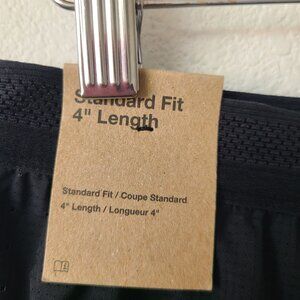 Standard Fit
4" Length
Standard Fit / Coupe Standard
4" Length / Longueur 4"